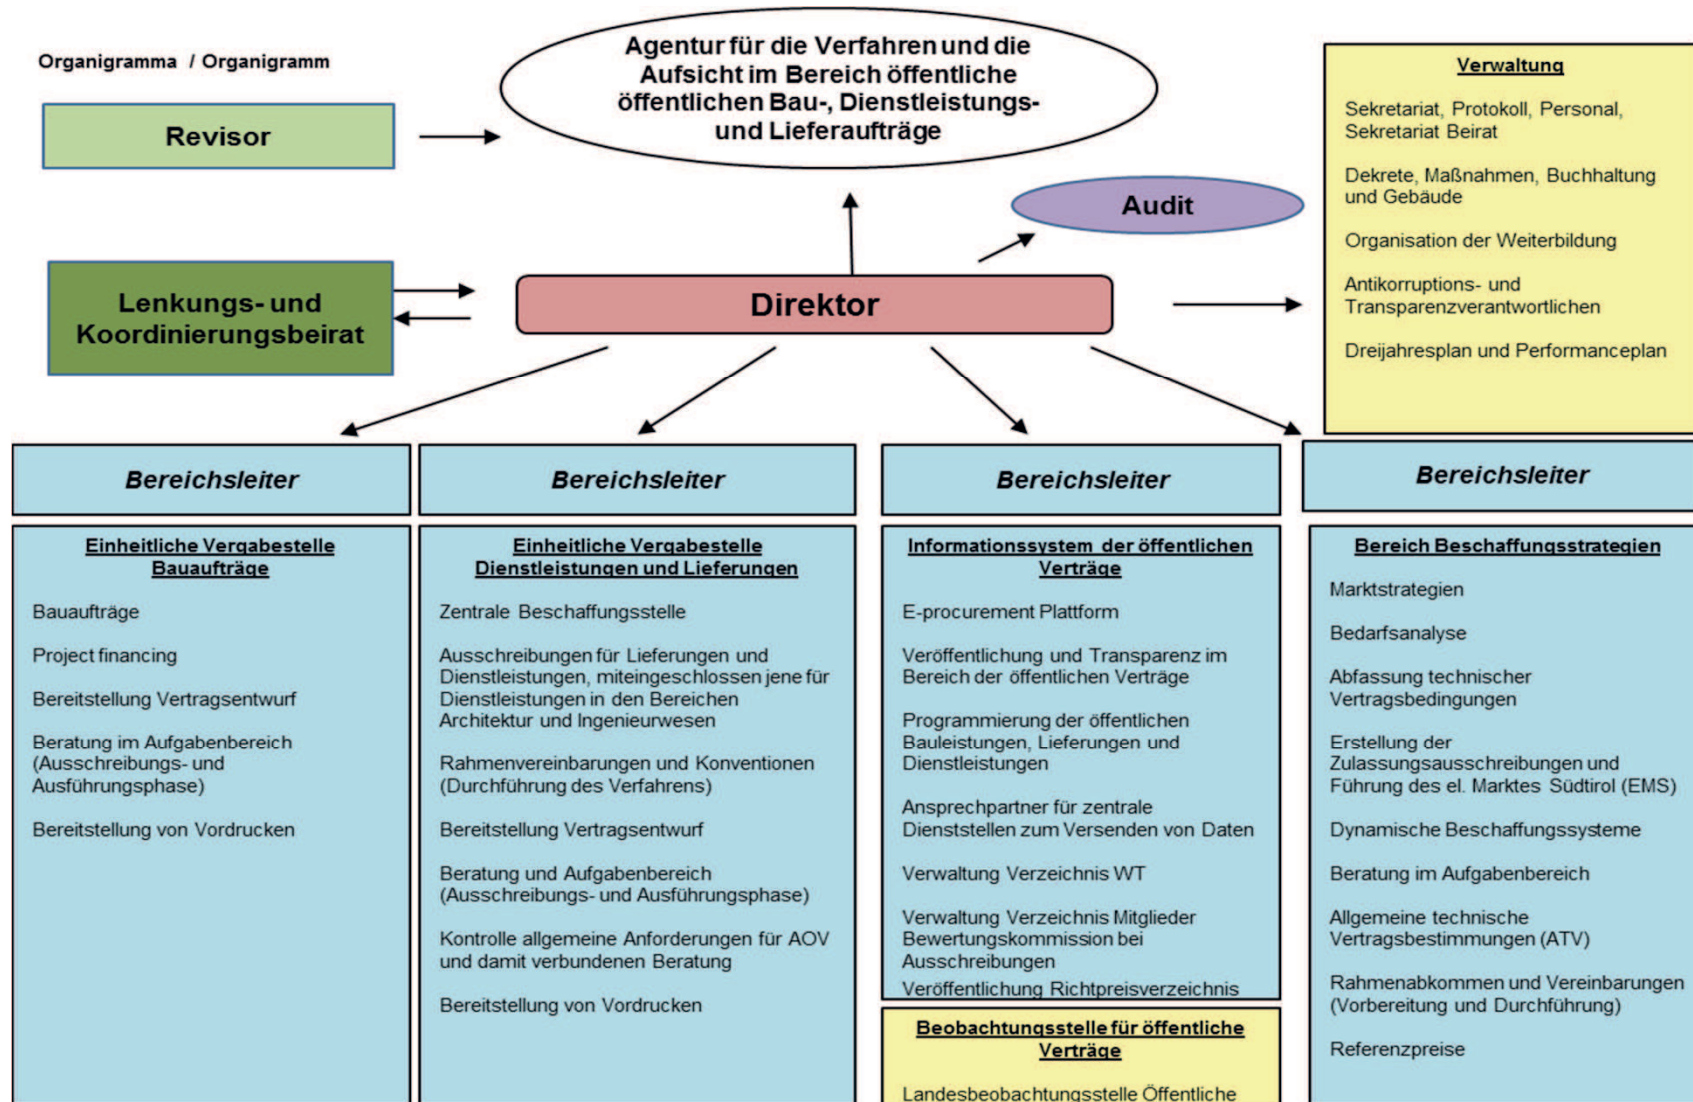 Organigramma / Organigramm
Agentur für die Verfahren und die
Aufsicht im Bereich öffentliche
öffentlichen Bau-, Dienstleistungs-
und Lieferaufträge
Revisor
Audit
Lenkungs- und
Koordinierungsbeirat
Direktor
Verwaltung
Sekretariat, Protokoll, Personal,
Sekretariat Beirat
Dekrete, Maßnahmen, Buchhaltung
und Gebäude
Organisation der Weiterbildung
Antikorruptions- und
Transparenzverantwortlichen
Dreijahresplan und Performanceplan
Bereichsleiter
Einheitliche Vergabestelle
Bauaufträge
Bauaufträge
Project financing
Bereitstellung Vertragsentwurf
Beratung im Aufgabenbereich
(Ausschreibungs- und
Ausführungsphase)
Bereitstellung von Vordrucken
Bereichsleiter
Einheitliche Vergabestelle
Dienstleistungen und Lieferungen
Zentrale Beschaffungsstelle
Ausschreibungen für Lieferungen und
Dienstleistungen, miteingeschlossen jene für
Dienstleistungen in den Bereichen
Architektur und Ingenieurwesen
Rahmenvereinbarungen und Konventionen
(Durchführung des Verfahrens)
Bereitstellung Vertragsentwurf
Beratung und Aufgabenbereich
(Ausschreibungs- und Ausführungsphase)
Kontrolle allgemeine Anforderungen für AOV
und damit verbundenen Beratung
Bereitstellung von Vordrucken
Bereichsleiter
Informationssystem der öffentlichen
Verträge
E-procurement Plattform
Veröffentlichung und Transparenz im
Bereich der öffentlichen Verträge
Programmierung der öffentlichen
Bauleistungen, Lieferungen und
Dienstleistungen
Ansprechpartner für zentrale
Dienststellen zum Versenden von Daten
Verwaltung Verzeichnis WT
Verwaltung Verzeichnis Mitglieder
Bewertungskommission bei
Ausschreibungen
Veröffentlichung Richtpreisverzeichnis
Beobachtungsstelle für öffentliche
Verträge
Landesbeobachtungsstelle Öffentliche
Bereichsleiter
Bereich Beschaffungsstrategien
Marktstrategien
Bedarfsanalyse
Abfassung technischer
Vertragsbedingungen
Erstellung der
Zulassungsausschreibungen und
Führung des el. Marktes Südtirol (EMS)
Dynamische Beschaffungssysteme
Beratung im Aufgabenbereich
Allgemeine technische
Vertragsbestimmungen (ATV)
Rahmenabkommen und Vereinbarungen
(Vorbereitung und Durchführung)
Referenzpreise